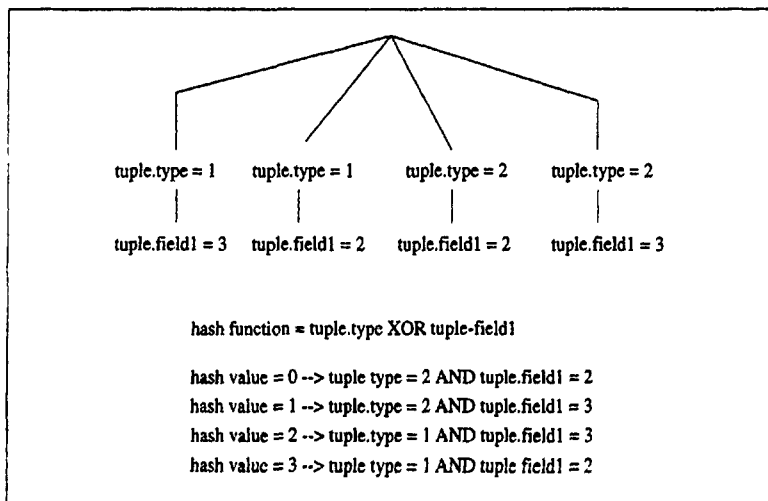 tuple.type = 1 tuple.type = 1 tuple.type = 2 tuple.type = 2
tuple.field1 = 3 tuple.field1 = 2 tuple.field1 = 2 tuple.field1 = 3
hash function = tuple.type XOR tuple-field1
hash value = 0 --> tuple type = 2 AND tuple.field1 = 2
hash value = 1 --> tuple.type = 2 AND tuple.field1 = 3
hash value = 2 --> tuple.type = 1 AND tuple.field1 = 3
hash value = 3 --> tuple type = 1 AND tuple field1 = 2